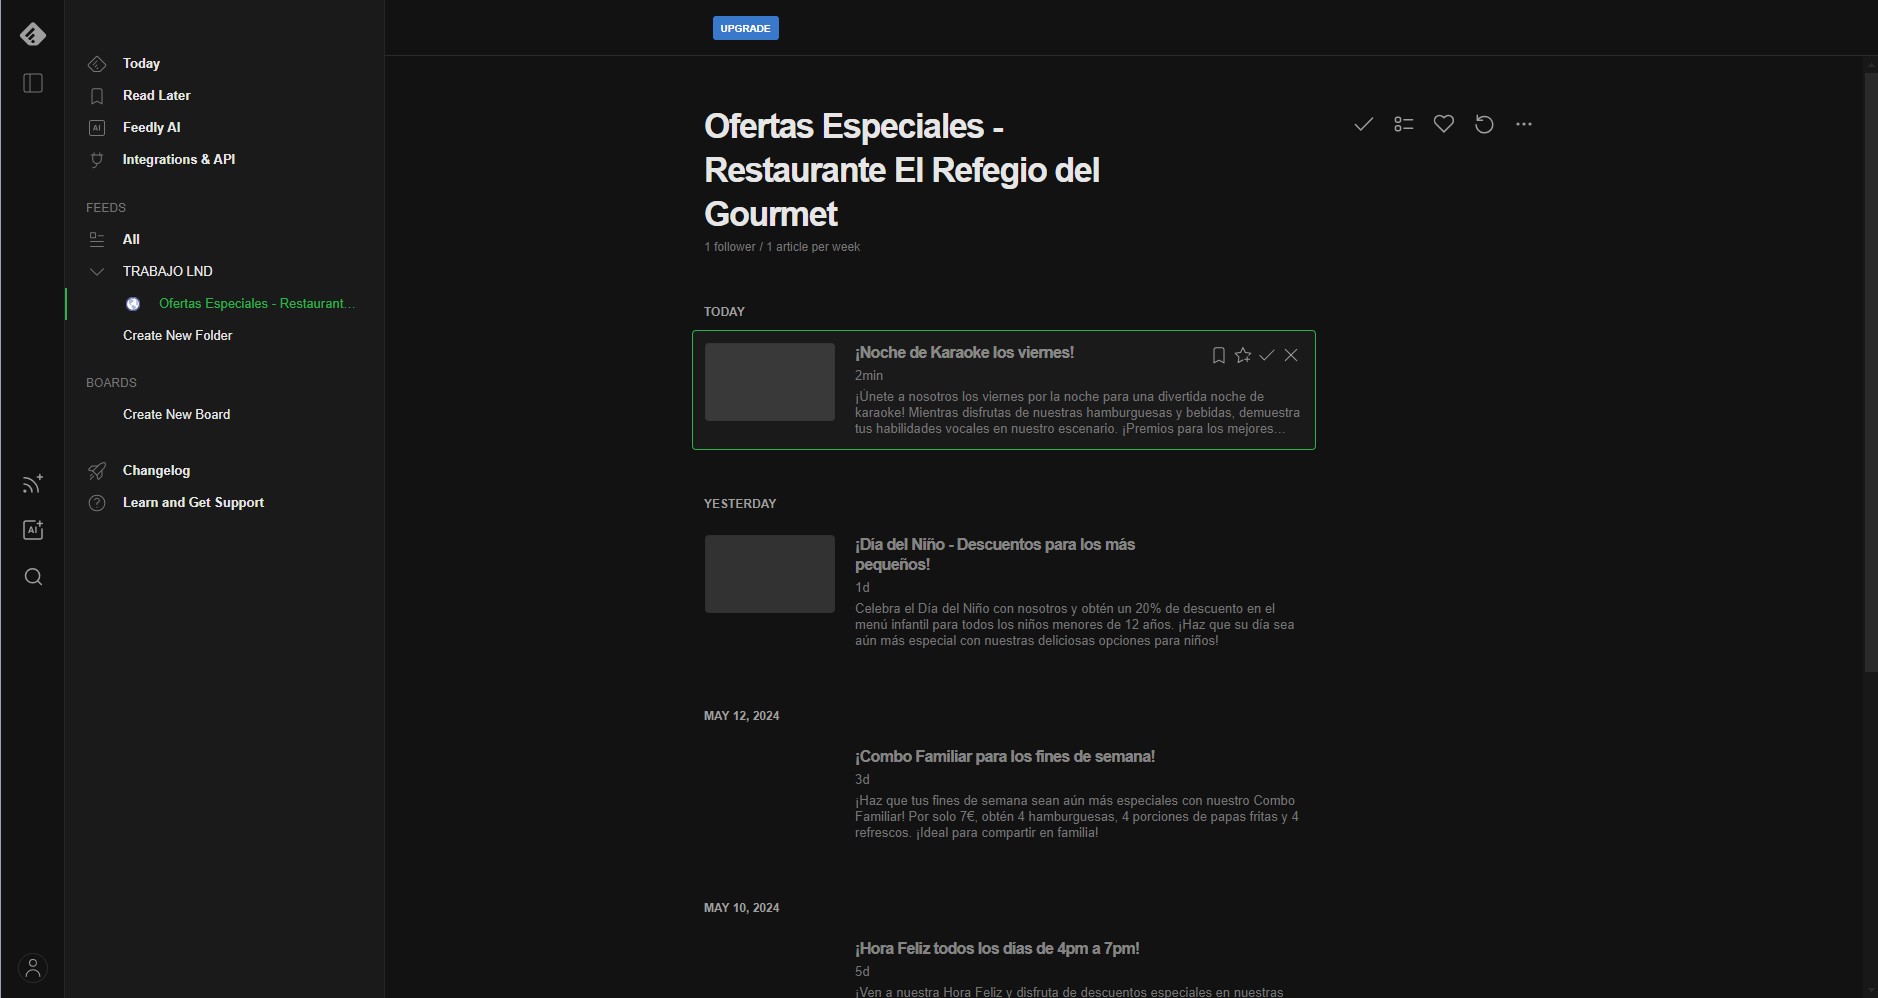 UPGRADE
Today
Read Later
AI
Feedly AI
Integrations & API
FEEDS
All
TRABAJO LND
Ofertas Especiales - Restaurant...
Create New Folder
BOARDS
Create New Board
Changelog
?
Learn and Get Support
AI
Ofertas Especiales -
Restaurante El Refegio del
Gourmet
1 follower / 1 article per week
TODAY
¡Noche de Karaoke los viernes!
2min
¡Únete a nosotros los viernes por la noche para una divertida noche de
karaoke! Mientras disfrutas de nuestras hamburguesas y bebidas, demuestra
tus habilidades vocales en nuestro escenario. ¡Premios para los mejores...
YESTERDAY
¡Día del Niño - Descuentos para los más
pequeños!
1d
Celebra el Día del Niño con nosotros y obtén un 20% de descuento en el
menú infantil para todos los niños menores de 12 años. ¡Haz que su día sea
aún más especial con nuestras deliciosas opciones para niños!
MAY 12, 2024
¡Combo Familiar para los fines de semana!
3d
¡Haz que tus fines de semana sean aún más especiales con nuestro Combo
Familiar! Por solo 7€, obtén 4 hamburguesas, 4 porciones de papas fritas y 4
refrescos. ¡Ideal para compartir en familia!
MAY 10, 2024
¡Hora Feliz todos los días de 4pm a 7pm!
5d
¡Ven a nuestra Hora Feliz y disfruta de descuentos especiales en nuestras